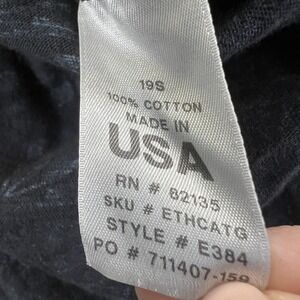 19S
100% COTTON
MADE IN
USA
RN # 82135
SKU # ETHCATG
STYLE # E384
PO # 711407-159